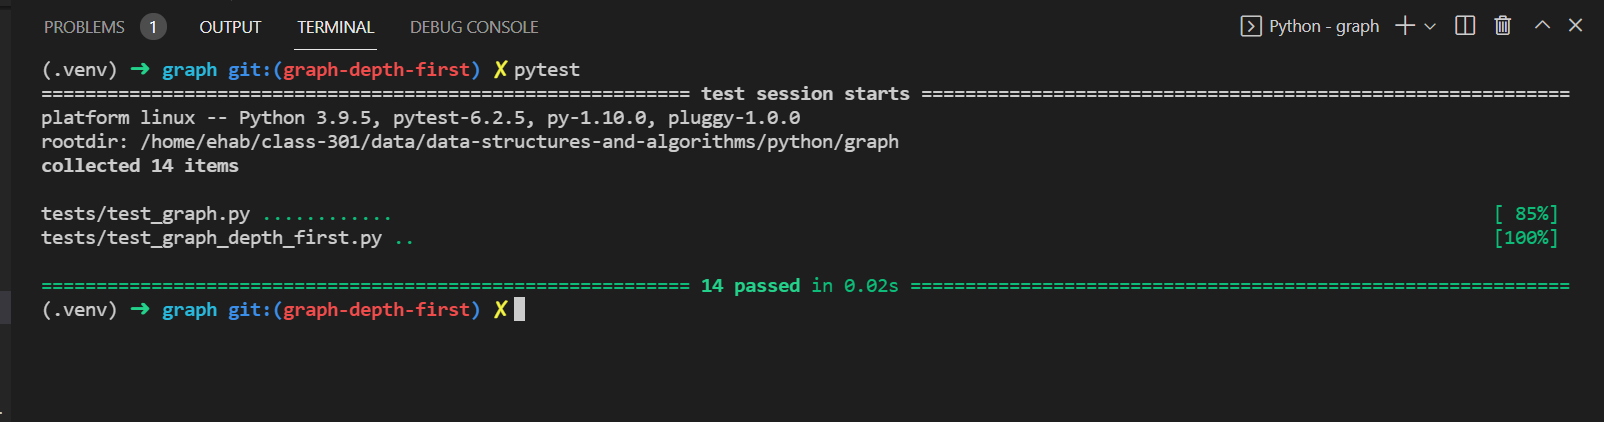 PROBLEMS 1 OUTPUT TERMINAL DEBUG CONSOLE Python - graph
(.venv) ➜ graph git:(graph-depth-first) ✗ pytest
=========================================================== test session starts ===========================================================
platform linux -- Python 3.9.5, pytest-6.2.5, py-1.10.0, pluggy-1.0.0
rootdir: /home/ehab/class-301/data/data-structures-and-algorithms/python/graph
collected 14 items
tests/test_graph.py ............ [ 85%]
tests/test_graph_depth_first.py .. [100%]
=========================================================== 14 passed in 0.02s ============================================================
(.venv) ➜ graph git:(graph-depth-first) ✗